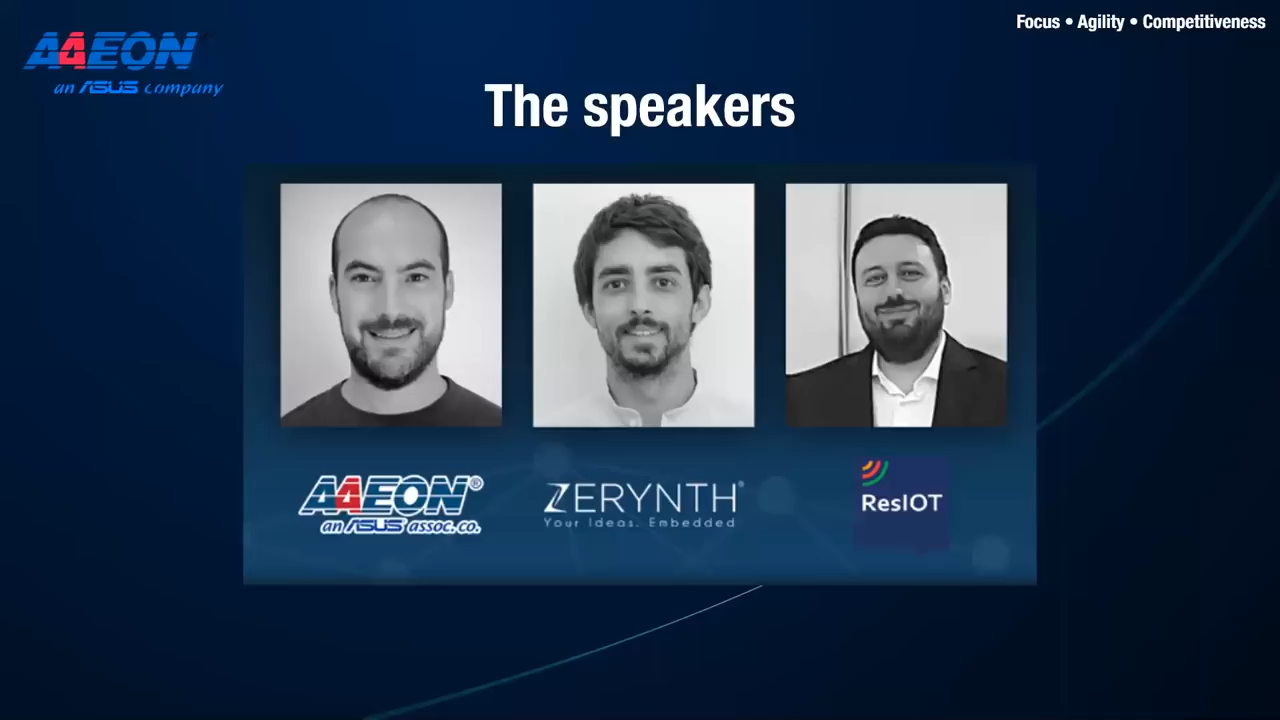 AAEON
an ASUS company
Focus • Agility • Competitiveness
The speakers
AAEON®
an ASUS assoc. co.
ZERYNTH®
Your Ideas. Embedded
ResIOT